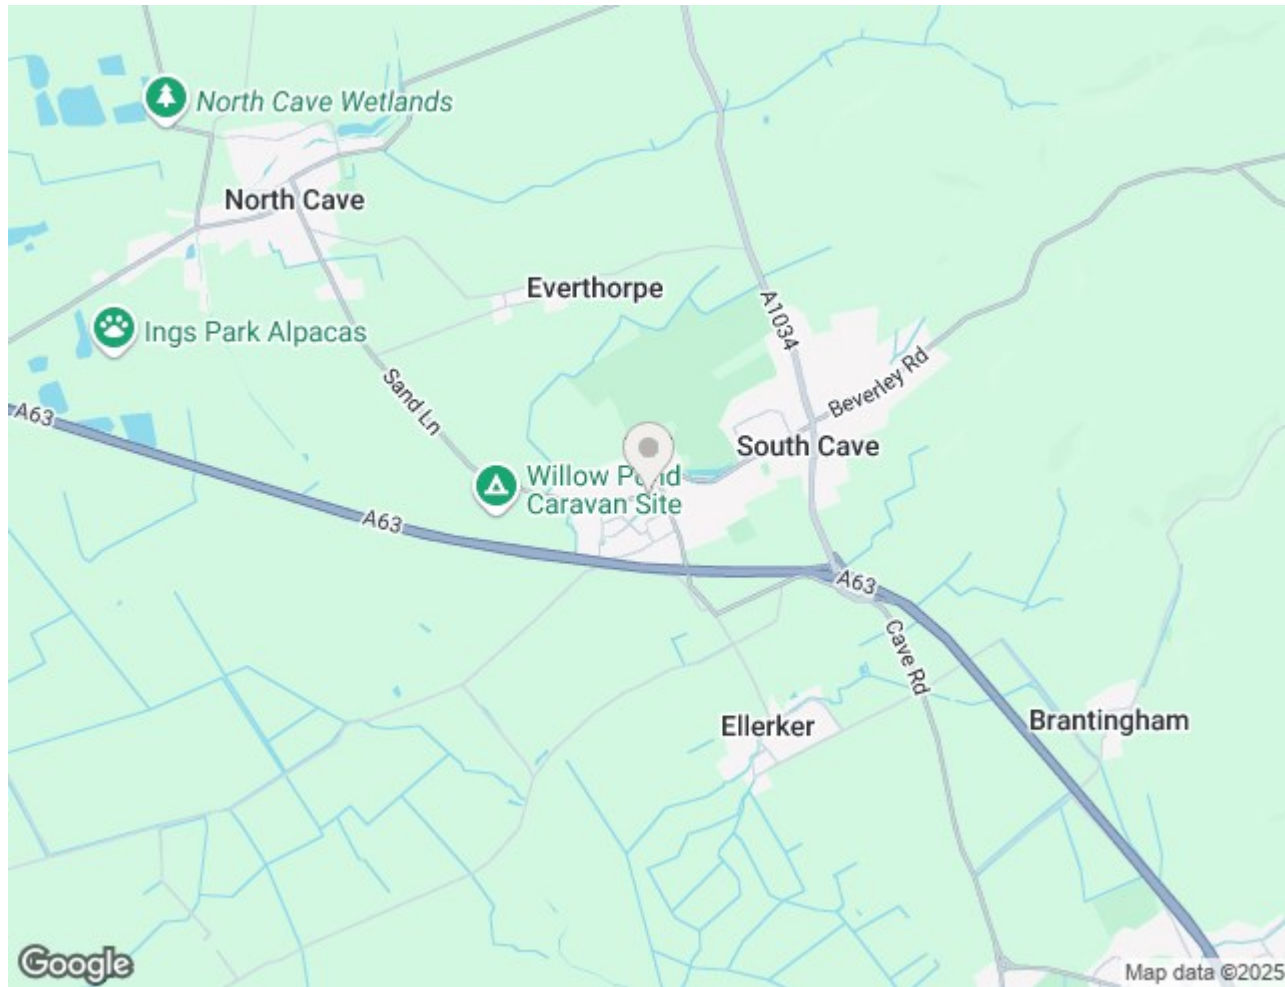 North Cave Wetlands
North Cave
Everthorpe
Ings Park Alpacas
A1034
Sand Ln
A63
Beverley Rd
South Cave
Willow Pond
Caravan Site
A63
A63
Cave Rd
Ellerker
Brantingham
Google
Map data ©2025